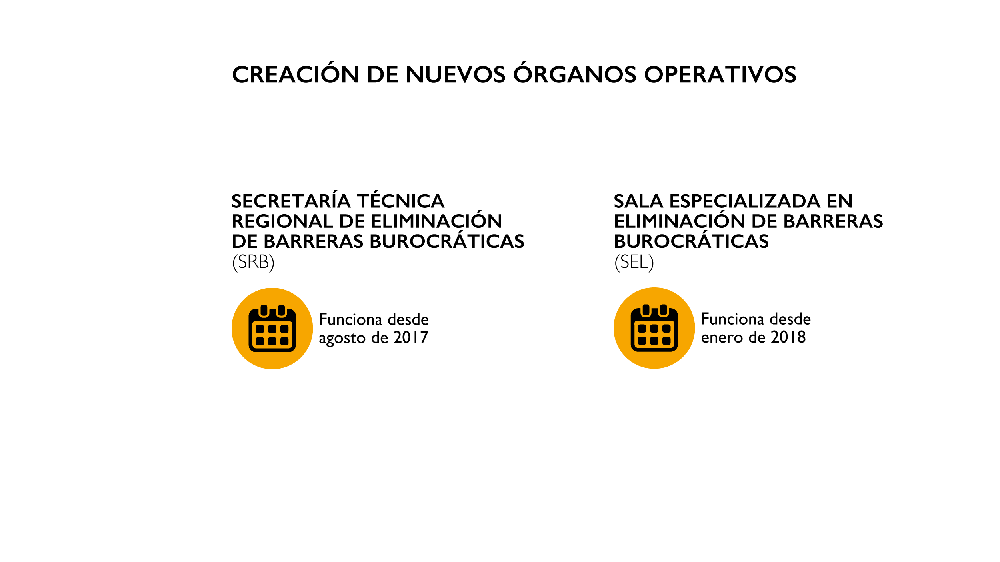 CREACIÓN DE NUEVOS ÓRGANOS OPERATIVOS
SECRETARÍA TÉCNICA
REGIONAL DE ELIMINACIÓN
DE BARRERAS BUROCRÁTICAS
(SRB)
Funciona desde
agosto de 2017
SALA ESPECIALIZADA EN
ELIMINACIÓN DE BARRERAS
BUROCRÁTICAS
(SEL)
Funciona desde
enero de 2018